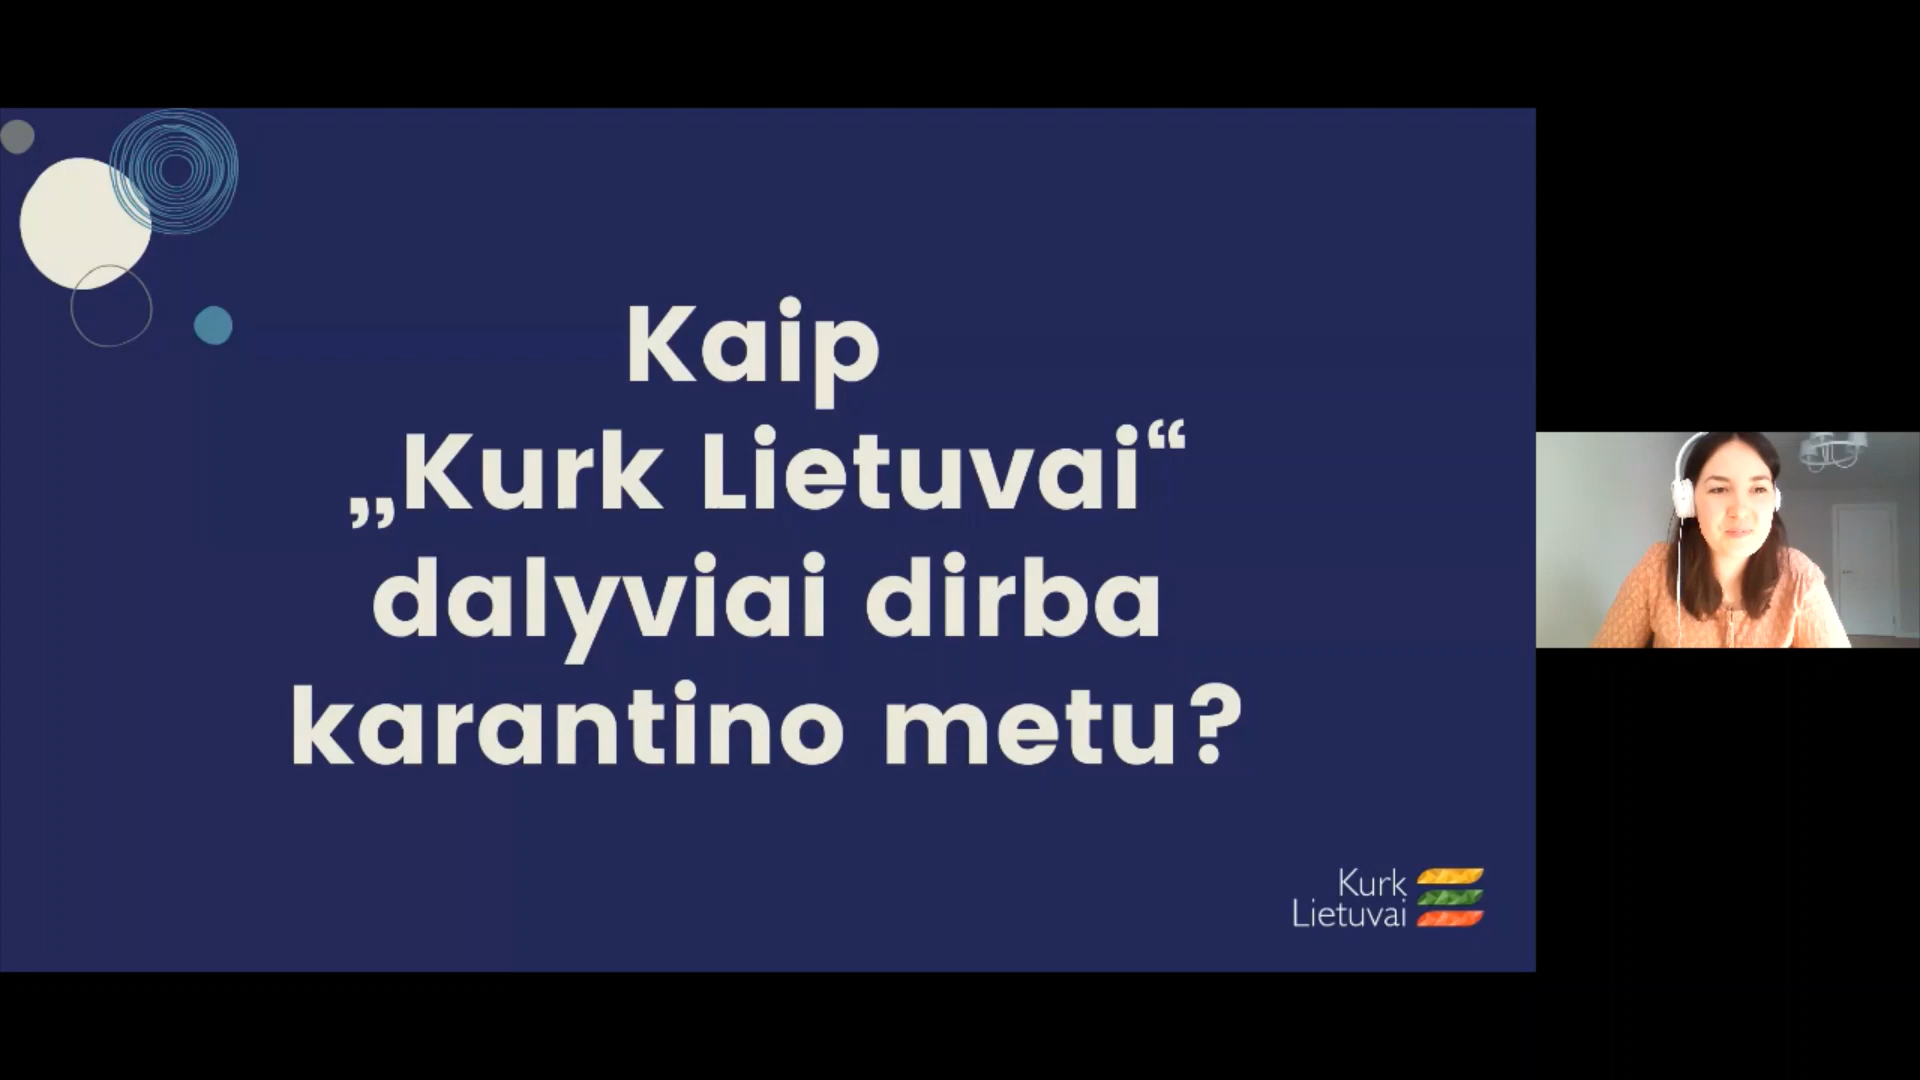 Kaip
„Kurk Lietuvai“
dalyviai dirba
karantino metu?
Kurk
Lietuvai